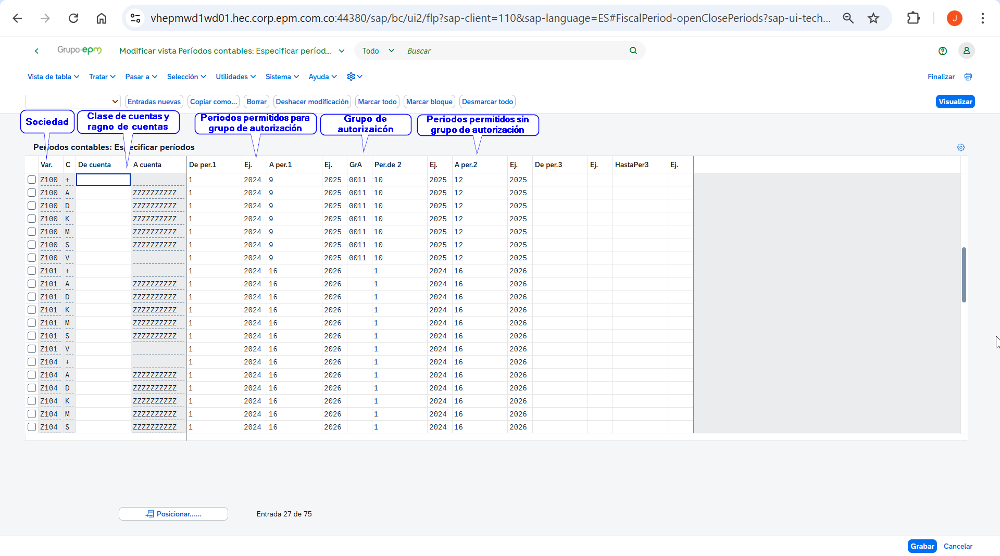 vhepmwd1wd01.hec.corp.epm.com.co:44380/sap/bc/ui2/flp?sap-client=110&sap-language=ES#FiscalPeriod-openClosePeriods?sap-ui-tech...
J
Grupo·epm
Modificar vista Períodos contables: Especificar períod...
Todo
Buscar
Vista de tabla
Tratar
Pasar a
Selección
Utilidades
Sistema
Ayuda
Finalizar
Entradas nuevas
Copiar como...
Borrar
Deshacer modificación
Marcar todo
Marcar bloque
Desmarcar todo
Visualizar
Sociedad
Clase de cuentas y
ragno de cuentas
Periodos permitidos para
grupo de autorización
Grupo de
autorizaicón
Periodos permitidos sin
grupo de autorización
Períodos contables: Especificar períodos
Var. C De cuenta A cuenta De per.1 Ej. A per.1 Ej. GrA Per.de 2 Ej. A per.2 Ej. De per.3 Ej. HastaPer3 Ej.
Z100 + 1 2024 9 2025 0011 10 2025 12 2025
Z100 A ZZZZZZZZZZ 1 2024 9 2025 0011 10 2025 12 2025
Z100 D ZZZZZZZZZZ 1 2024 9 2025 0011 10 2025 12 2025
Z100 K ZZZZZZZZZZ 1 2024 9 2025 0011 10 2025 12 2025
Z100 M ZZZZZZZZZZ 1 2024 9 2025 0011 10 2025 12 2025
Z100 S ZZZZZZZZZZ 1 2024 9 2025 0011 10 2025 12 2025
Z100 V 1 2024 9 2025 0011 10 2025 12 2025
Z101 + 1 2024 16 2026 1 2024 16 2026
Z101 A ZZZZZZZZZZ 1 2024 16 2026 1 2024 16 2026
Z101 D ZZZZZZZZZZ 1 2024 16 2026 1 2024 16 2026
Z101 K ZZZZZZZZZZ 1 2024 16 2026 1 2024 16 2026
Z101 M ZZZZZZZZZZ 1 2024 16 2026 1 2024 16 2026
Z101 S ZZZZZZZZZZ 1 2024 16 2026 1 2024 16 2026
Z101 V 1 2024 16 2026 1 2024 16 2026
Z104 + 1 2024 16 2026 1 2024 16 2026
Z104 A ZZZZZZZZZZ 1 2024 16 2026 1 2024 16 2026
Z104 D ZZZZZZZZZZ 1 2024 16 2026 1 2024 16 2026
Z104 K ZZZZZZZZZZ 1 2024 16 2026 1 2024 16 2026
Z104 M ZZZZZZZZZZ 1 2024 16 2026 1 2024 16 2026
Z104 S ZZZZZZZZZZ 1 2024 16 2026 1 2024 16 2026
Posicionar......
Entrada 27 de 75
Grabar
Cancelar